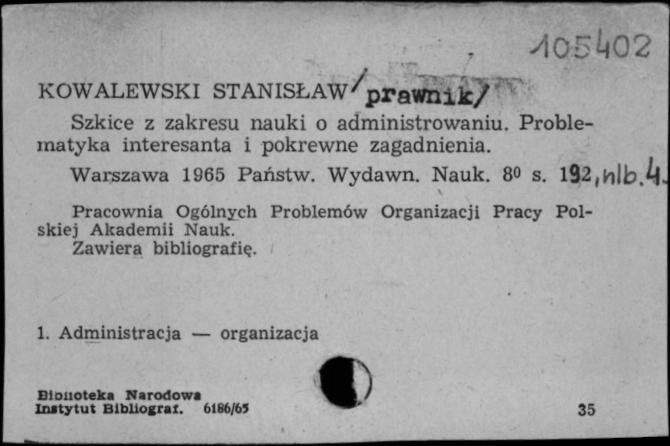 105402
KOWALEWSKI STANISŁAW /prawnik/
Szkice z zakresu nauki o administrowaniu. Proble-
matyka interesanta i pokrewne zagadnienia.
Warszawa 1965 Państw. Wydawn. Nauk. 8⁰ s. 192, nlb. 4.
Pracownia Ogólnych Problemów Organizacji Pracy Pol-
skiej Akademii Nauk.
Zawiera bibliografię.
1. Administracja — organizacja
Biblioteka Narodowa
Instytut Bibliograf. 6186/65
35